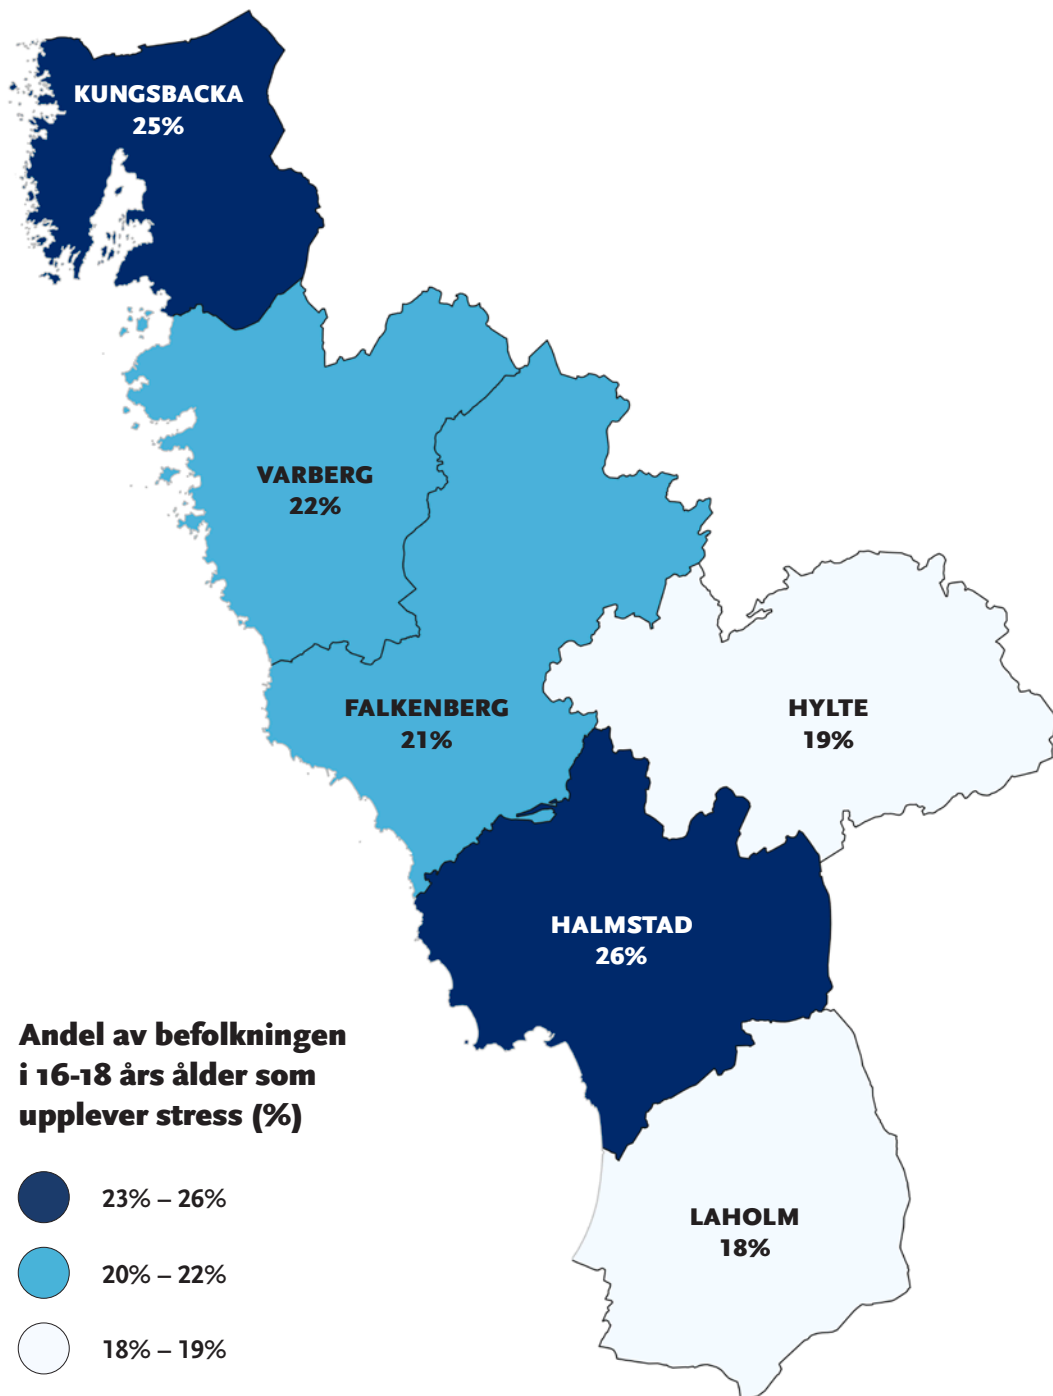 KUNGSBACKA
25%
VARBERG
22%
FALKENBERG
21%
HYLTE
19%
HALMSTAD
26%
LAHOLM
18%
Andel av befolkningen
i 16-18 års ålder som
upplever stress (%)
23% – 26%
20% – 22%
18% – 19%